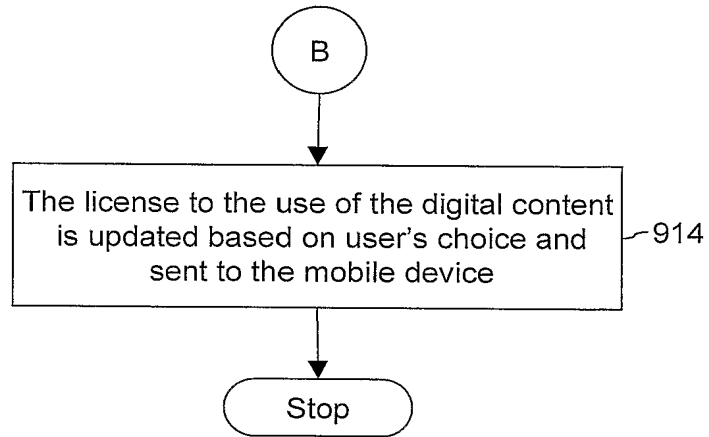 B
The license to the use of the digital content
is updated based on user's choice and
sent to the mobile device
914
Stop